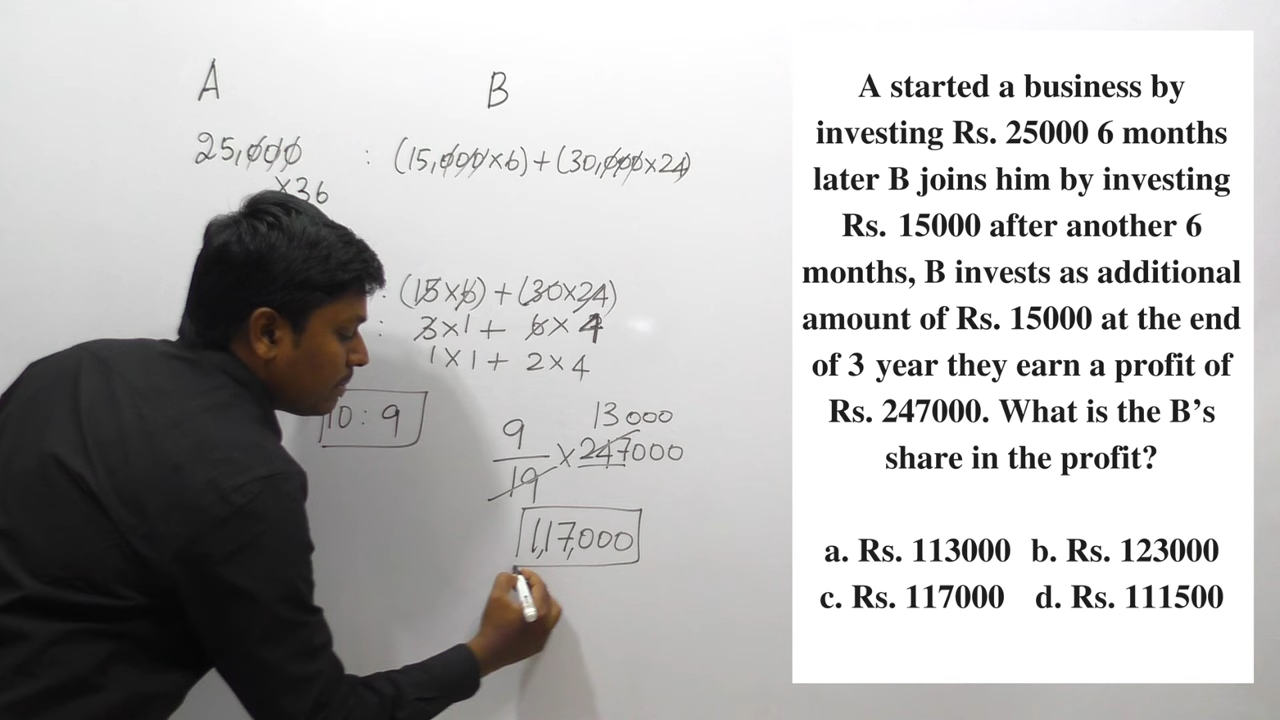 A B
25,000 : (15,000×6)+(30,000×24)
×36
: (15×6)+(30×24)
: 3×1+ 6× 4
1×1+ 2×4
10:9
13000
9
× 247000
19
1,17,000
A started a business by
investing Rs. 25000 6 months
later B joins him by investing
Rs. 15000 after another 6
months, B invests as additional
amount of Rs. 15000 at the end
of 3 year they earn a profit of
Rs. 247000. What is the B’s
share in the profit?
a. Rs. 113000 b. Rs. 123000
c. Rs. 117000 d. Rs. 111500